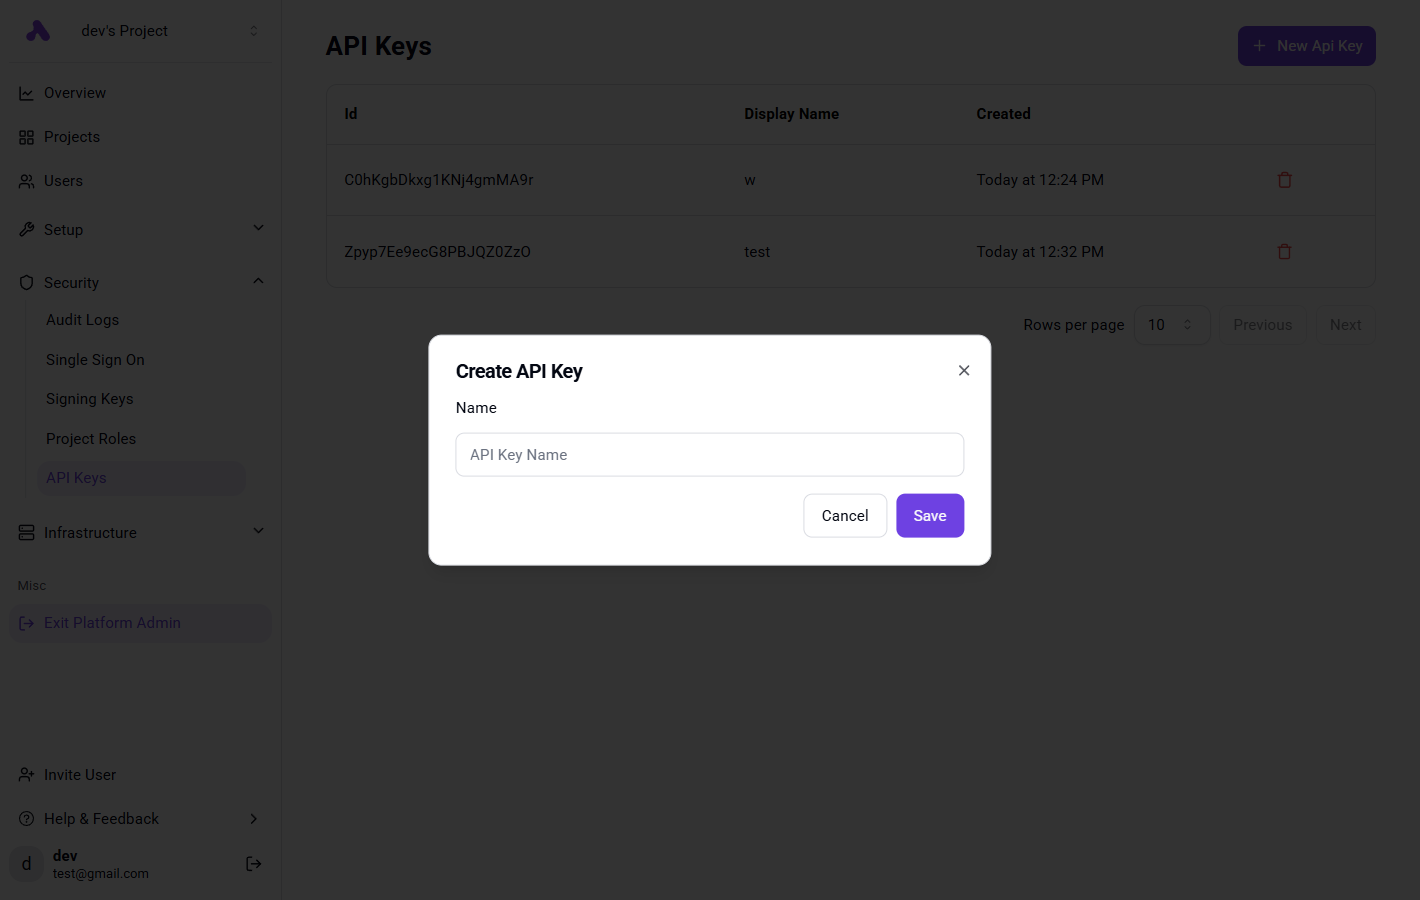 dev's Project
Overview
Projects
Users
Setup
Security
Audit Logs
Single Sign On
Signing Keys
Project Roles
API Keys
Infrastructure
Misc
Exit Platform Admin
Invite User
Help & Feedback
d
dev
test@gmail.com
API Keys
New Api Key
Id Display Name Created
C0hKgbDkxg1KNj4gmMA9r w Today at 12:24 PM
Zpyp7Ee9ecG8PBJQZ0ZzO test Today at 12:32 PM
Rows per page 10 Previous Next
Create API Key
Name
API Key Name
Cancel Save